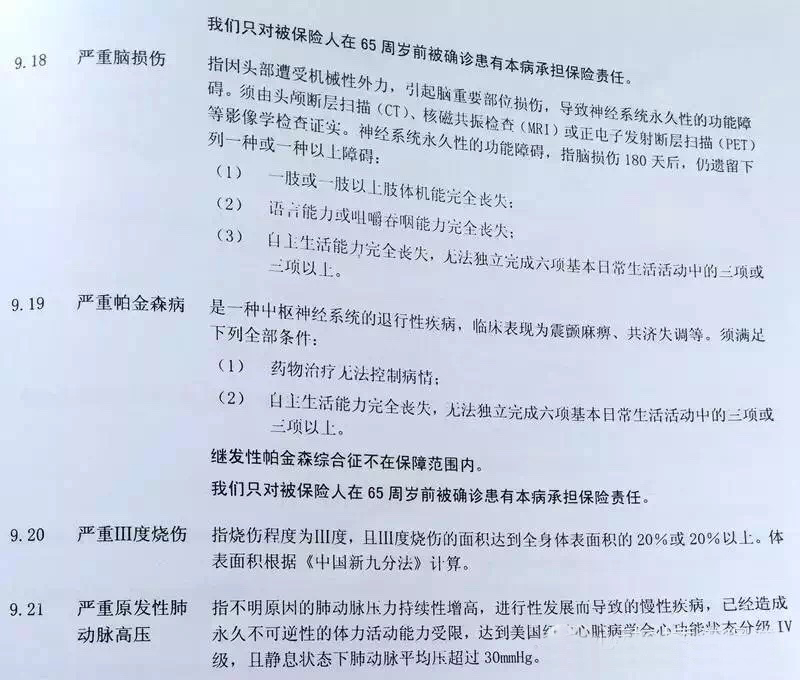 我们只对被保险人在 65 周岁前被确诊患有本病承担保险责任。
9.18 严重脑损伤 指因头部遭受机械性外力，引起脑重要部位损伤，导致神经系统永久性的功能障
碍。须由头颅断层扫描（CT）、核磁共振检查（MRI）或正电子发射断层扫描（PET）
等影像学检查证实。神经系统永久性的功能障碍，指脑损伤 180 天后，仍遗留下
列一种或一种以上障碍：
（1） 一肢或一肢以上肢体机能完全丧失；
（2） 语言能力或咀嚼吞咽能力完全丧失；
（3） 自主生活能力完全丧失，无法独立完成六项基本日常生活活动中的三项或
三项以上。
9.19 严重帕金森病 是一种中枢神经系统的退行性疾病，临床表现为震颤麻痹、共济失调等。须满足
下列全部条件：
（1） 药物治疗无法控制病情；
（2） 自主生活能力完全丧失，无法独立完成六项基本日常生活活动中的三项或
三项以上。
继发性帕金森综合征不在保障范围内。
我们只对被保险人在 65 周岁前被确诊患有本病承担保险责任。
9.20 严重III度烧伤 指烧伤程度为III度，且III度烧伤的面积达到全身体表面积的 20%或 20%以上。体
表面积根据《中国新九分法》计算。
9.21 严重原发性肺 指不明原因的肺动脉压力持续性增高，进行性发展而导致的慢性疾病，已经造成
动脉高压 永久不可逆性的体力活动能力受限，达到美国 心脏病学会心功能状态分级 IV
级，且静息状态下肺动脉平均压超过 30mmHg。